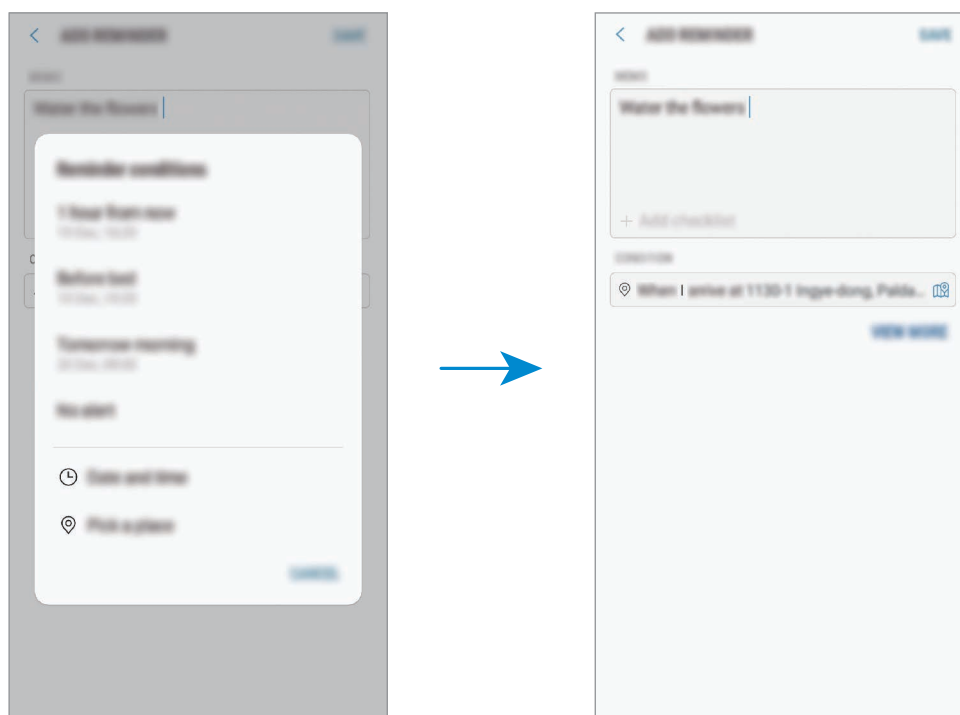 ADD REMINDER
SAVE
MEMO
Water the flowers
Reminder conditions
1 hour from now
Before bed
Tomorrow morning
No alert
Date and time
Pick a place
CANCEL
ADD REMINDER
SAVE
MEMO
Water the flowers
+ Add checklist
CONDITION
When I arrive at 1130-1 Ingye-dong, Palda...
VIEW MORE